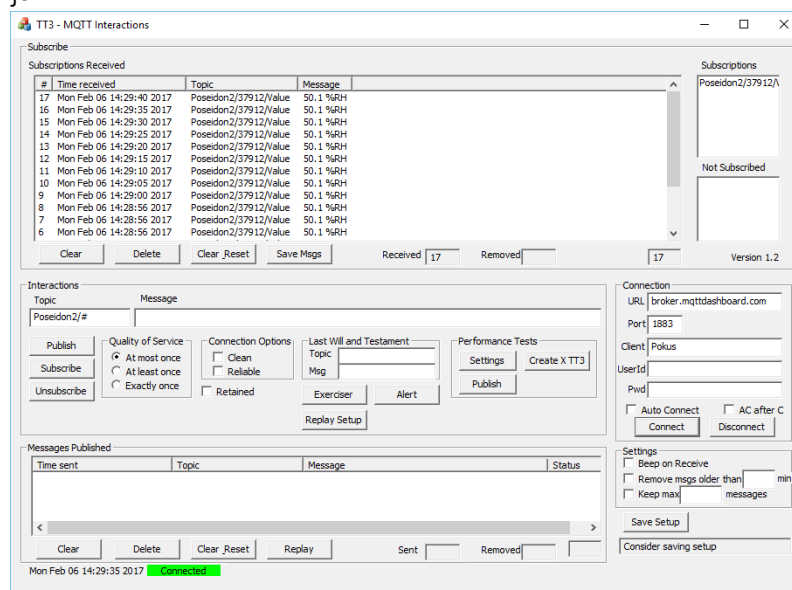 TT3 - MQTT Interactions
Subscribe
Subscriptions Received
Subscriptions
# Time received Topic Message
17 Mon Feb 06 14:29:40 2017 Poseidon2/37912/Value 50.1 %RH
16 Mon Feb 06 14:29:35 2017 Poseidon2/37912/Value 50.1 %RH
15 Mon Feb 06 14:29:30 2017 Poseidon2/37912/Value 50.1 %RH
14 Mon Feb 06 14:29:25 2017 Poseidon2/37912/Value 50.1 %RH
13 Mon Feb 06 14:29:20 2017 Poseidon2/37912/Value 50.1 %RH
12 Mon Feb 06 14:29:15 2017 Poseidon2/37912/Value 50.1 %RH
11 Mon Feb 06 14:29:10 2017 Poseidon2/37912/Value 50.1 %RH
10 Mon Feb 06 14:29:05 2017 Poseidon2/37912/Value 50.1 %RH
9 Mon Feb 06 14:29:00 2017 Poseidon2/37912/Value 50.1 %RH
8 Mon Feb 06 14:28:56 2017 Poseidon2/37912/Value 50.1 %RH
7 Mon Feb 06 14:28:56 2017 Poseidon2/37912/Value 50.1 %RH
6 Mon Feb 06 14:28:56 2017 Poseidon2/37912/Value 50.1 %RH
Poseidon2/37912/\
Not Subscribed
Clear Delete Clear_Reset Save Msgs Received 17 Removed 17 Version 1.2
Interactions
Topic Message
Poseidon2/#
Publish
Subscribe
Unsubscribe
Quality of Service
At most once
At least once
Exactly once
Connection Options
Clean
Reliable
Retained
Last Will and Testament
Topic
Msg
Exerciser Alert
Replay Setup
Performance Tests
Settings Create X TT3
Publish
Connection
URL broker.mqttdashboard.com
Port 1883
Client Pokus
UserId
Pwd
Auto Connect AC after C
Connect Disconnect
Messages Published
Time sent Topic Message Status
Clear Delete Clear_Reset Replay Sent Removed
Settings
Beep on Receive
Remove msgs older than min
Keep max messages
Save Setup
Consider saving setup
Mon Feb 06 14:29:35 2017 Connected